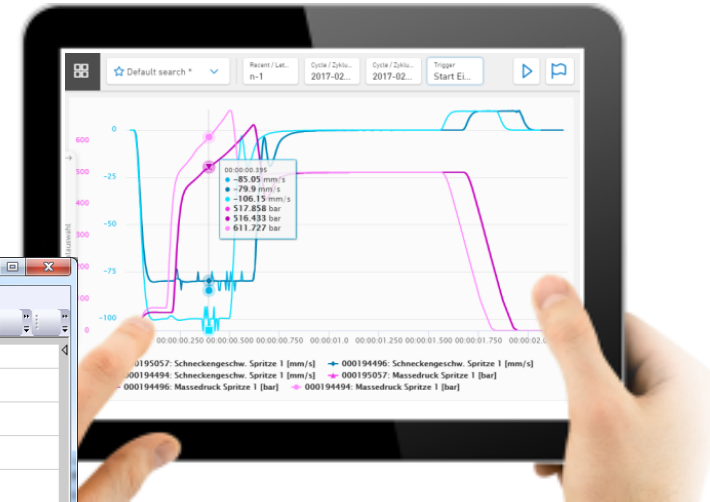 Default search *
Recent / Lat...
n-1
Cycle / Zyklu...
2017-02...
Cycle / Zyklu...
2017-02...
Trigger
Start Ei...
600
500
400
300
200
100
0
0
-25
-50
-75
-100
00:00:00.395
-85.05 mm/s
-79.9 mm/s
-106.15 mm/s
517.858 bar
516.433 bar
611.727 bar
00:00:00.250 00:00:00.500 00:00:00.750 00:00:01.0 00:00:01.250 00:00:01.500 00:00:01.750 00:00:02.0
000195057: Schneckengeschw. Spritze 1 [mm/s] 000194496: Schneckengeschw. Spritze 1 [mm/s]
000194494: Schneckengeschw. Spritze 1 [mm/s] 000195057: Massedruck Spritze 1 [bar]
000194496: Massedruck Spritze 1 [bar] 000194494: Massedruck Spritze 1 [bar]